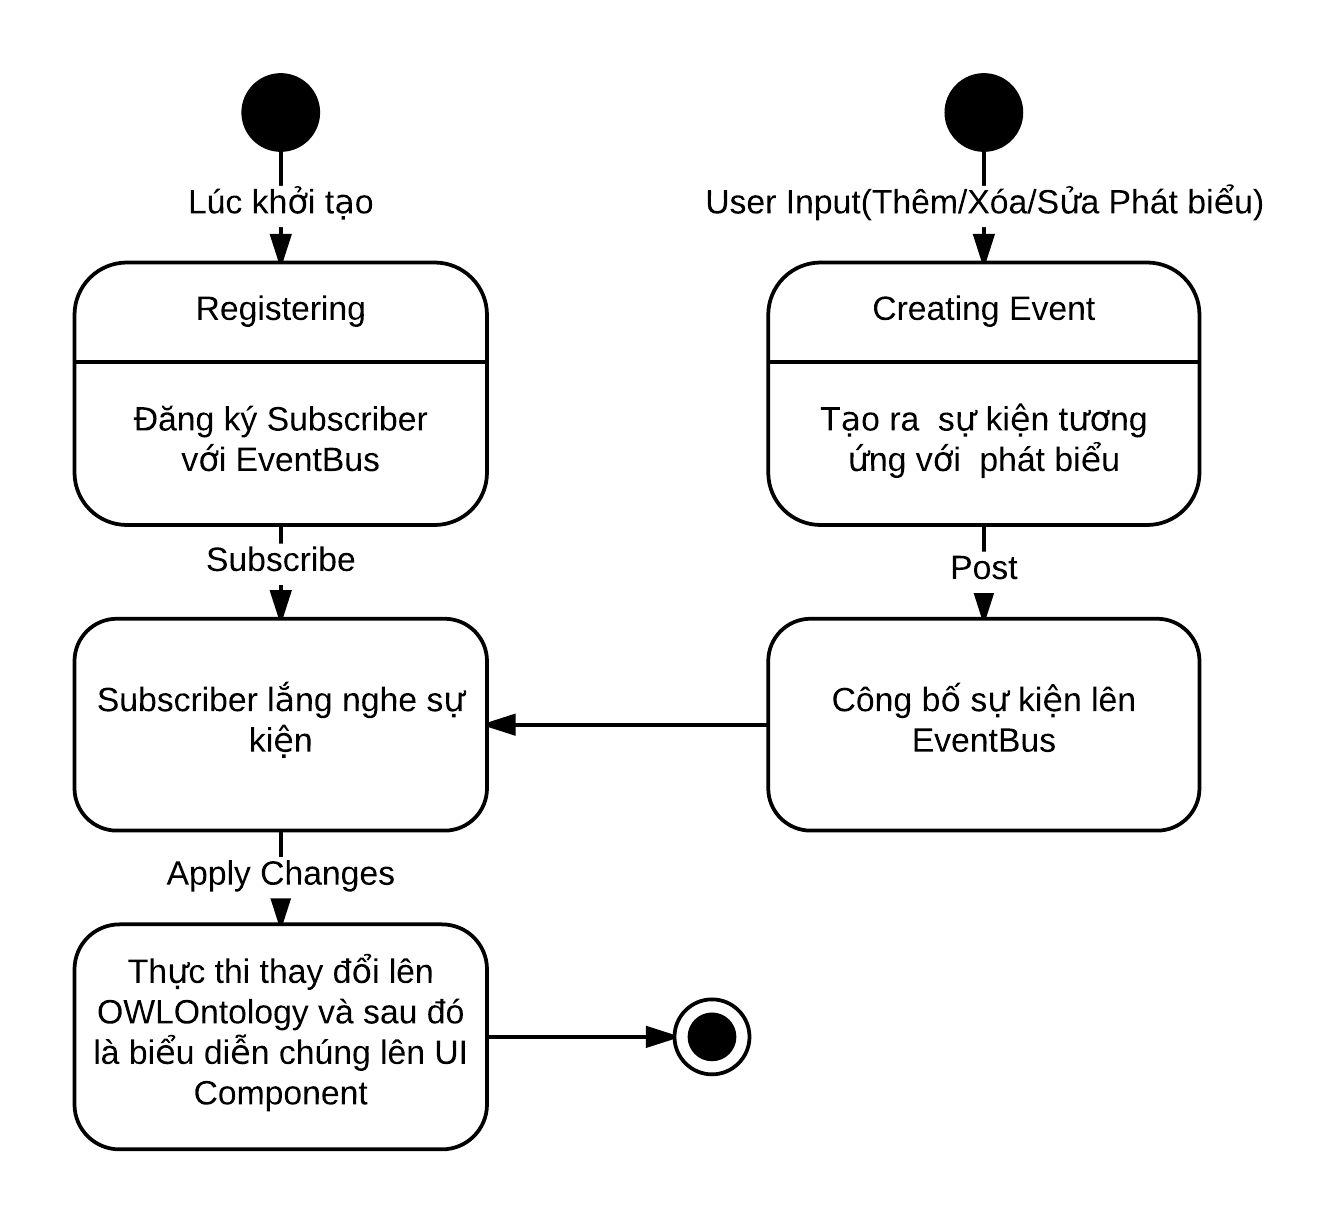 Lúc khởi tạo
User Input(Thêm/Xóa/Sửa Phát biểu)
Registering
Creating Event
Đăng ký Subscriber
với EventBus
Tạo ra  sự kiện tương
ứng với  phát biểu
Subscribe
Post
Subscriber lắng nghe sự
kiện
Công bố sự kiện lên
EventBus
Apply Changes
Thực thi thay đổi lên
OWLOntology và sau đó
là biểu diễn chúng lên UI
Component